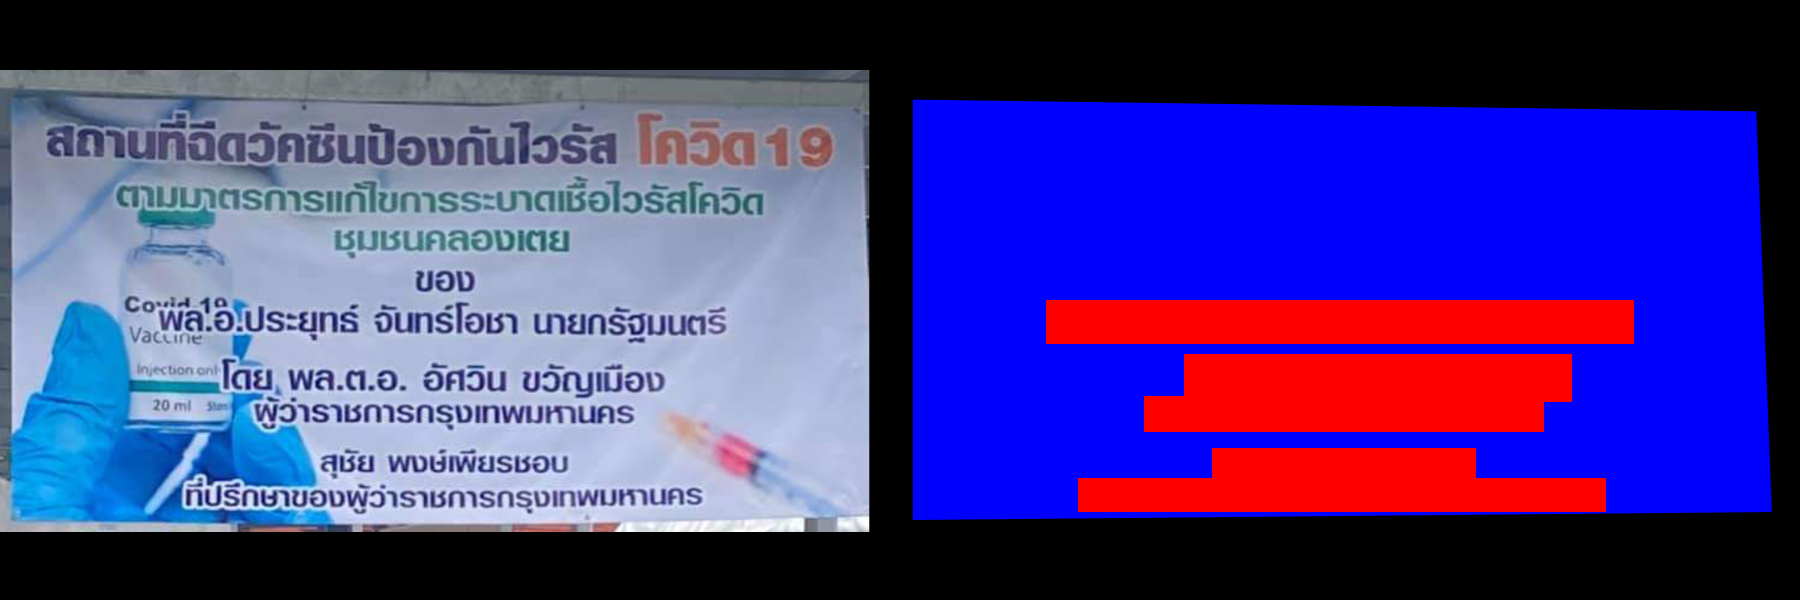 สถานที่ฉีดวัคซีนป้องกันไวรัส โควิด19
ตามมาตรการแก้ไขการระบาดเชื้อไวรัสโควิด
ชุมชนคลองเตย
ของ
Covid-19
พล.อ.ประยุทธ์ จันทร์โอชา นายกรัฐมนตรี
Vaccine
Injection only
โดย พล.ต.อ. อัศวิน ขวัญเมือง
20 ml
ผู้ว่าราชการกรุงเทพมหานคร
สุชัย พงษ์เพียรชอบ
ที่ปรึกษาของผู้ว่าราชการกรุงเทพมหานคร